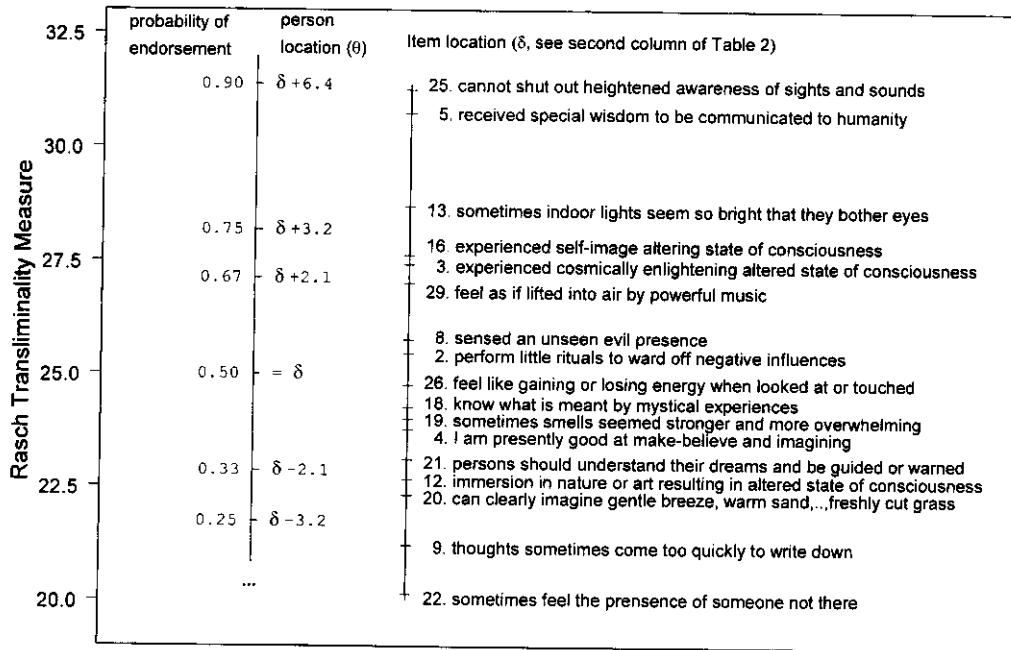 probability of endorsement
person location (θ)
Item location (δ, see second column of Table 2)
Rasch Transliminality Measure
32.5
30.0
27.5
25.0
22.5
20.0
0.90 δ+6.4
0.75 δ+3.2
0.67 δ+2.1
0.50 = δ
0.33 δ-2.1
0.25 δ-3.2
...
25. cannot shut out heightened awareness of sights and sounds
5. received special wisdom to be communicated to humanity
13. sometimes indoor lights seem so bright that they bother eyes
16. experienced self-image altering state of consciousness
3. experienced cosmically enlightening altered state of consciousness
29. feel as if lifted into air by powerful music
8. sensed an unseen evil presence
2. perform little rituals to ward off negative influences
26. feel like gaining or losing energy when looked at or touched
18. know what is meant by mystical experiences
19. sometimes smells seemed stronger and more overwhelming
4. I am presently good at make-believe and imagining
21. persons should understand their dreams and be guided or warned
12. immersion in nature or art resulting in altered state of consciousness
20. can clearly imagine gentle breeze, warm sand,..,freshly cut grass
9. thoughts sometimes come too quickly to write down
22. sometimes feel the prensence of someone not there